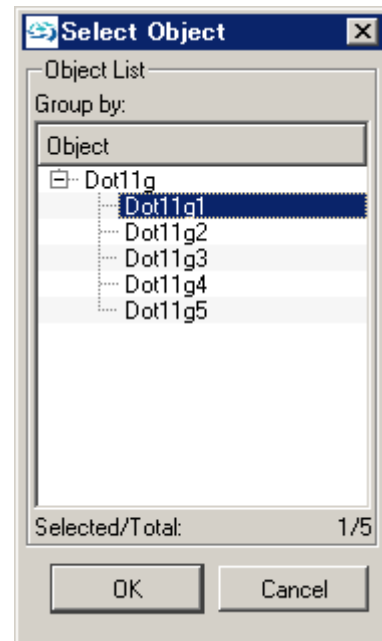 Select Object
Object List
Group by:
Object
Dot11g
Dot11g1
Dot11g2
Dot11g3
Dot11g4
Dot11g5
Selected/Total: 1/5
OK Cancel